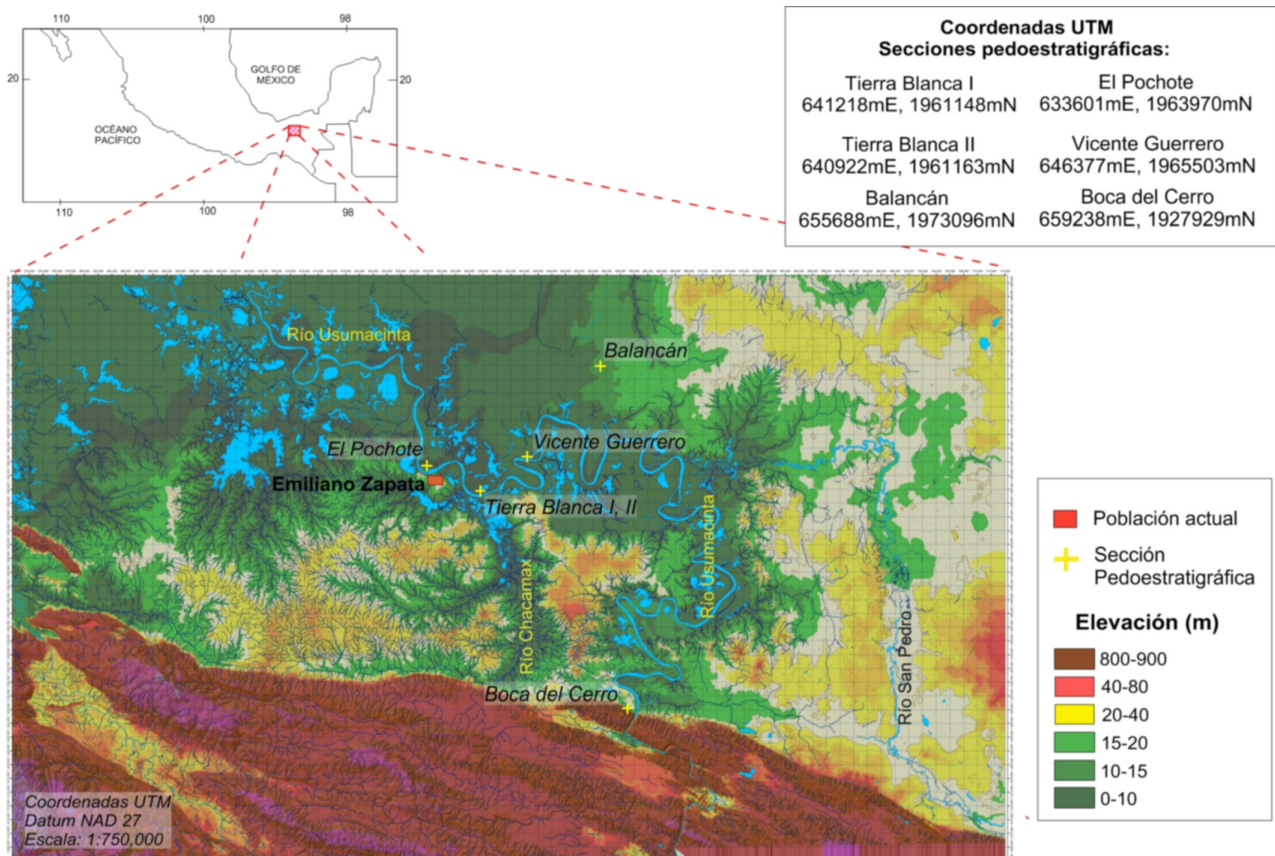 110
100
98
20
GOLFO DE
MÉXICO
20
OCÉANO
PACÍFICO
110
100
98
Coordenadas UTM
Secciones pedoestratigráficas:
Tierra Blanca I
641218mE, 1961148mN
El Pochote
633601mE, 1963970mN
Tierra Blanca II
640922mE, 1961163mN
Vicente Guerrero
646377mE, 1965503mN
Balancán
655688mE, 1973096mN
Boca del Cerro
659238mE, 1927929mN
Río Usumacinta
Balancán
El Pochote
Vicente Guerrero
Emiliano Zapata
Tierra Blanca I, II
Río Usumacinta
Río Chacamax
Río San Pedro
Boca del Cerro
Coordenadas UTM
Datum NAD 27
Escala: 1:750,000
Población actual
Sección
Pedoestratigráfica
Elevación (m)
800-900
40-80
20-40
15-20
10-15
0-10